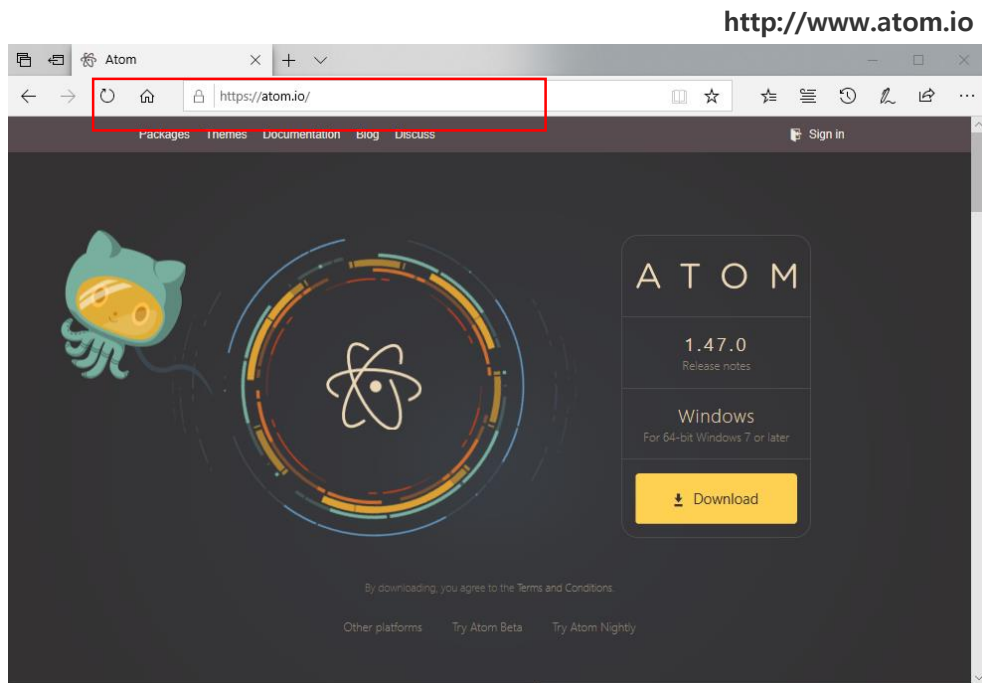 http://www.atom.io
Atom
https://atom.io/
Packages Themes Documentation Blog Discuss Sign in
ATOM
1.47.0
Release notes
Windows
For 64-bit Windows 7 or later
Download
By downloading, you agree to the Terms and Conditions.
Other platforms Try Atom Beta Try Atom Nightly